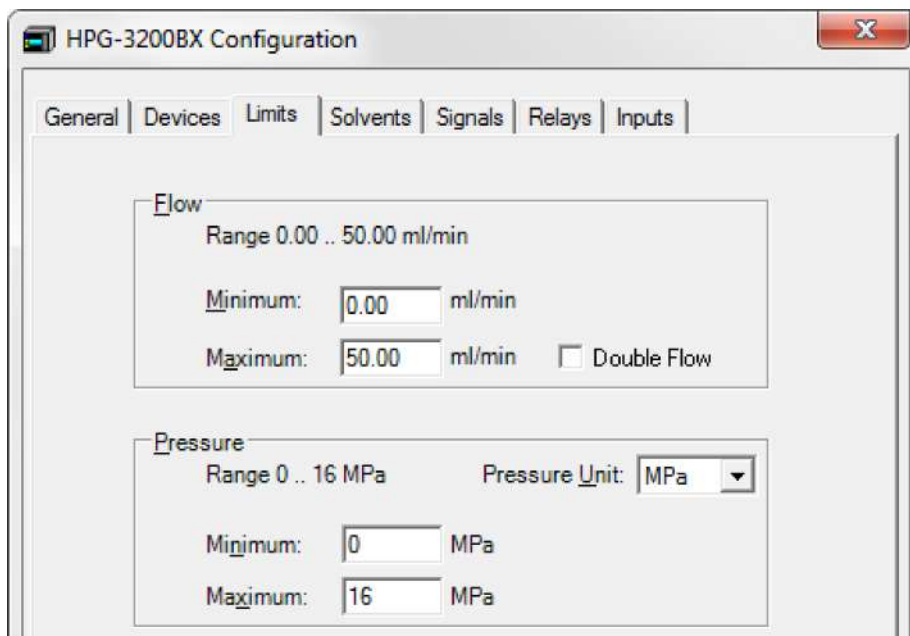 HPG-3200BX Configuration
General Devices Limits Solvents Signals Relays Inputs
Flow
Range 0.00 .. 50.00 ml/min
Minimum: 0.00 ml/min
Maximum: 50.00 ml/min Double Flow
Pressure
Range 0 .. 16 MPa Pressure Unit: MPa
Minimum: 0 MPa
Maximum: 16 MPa